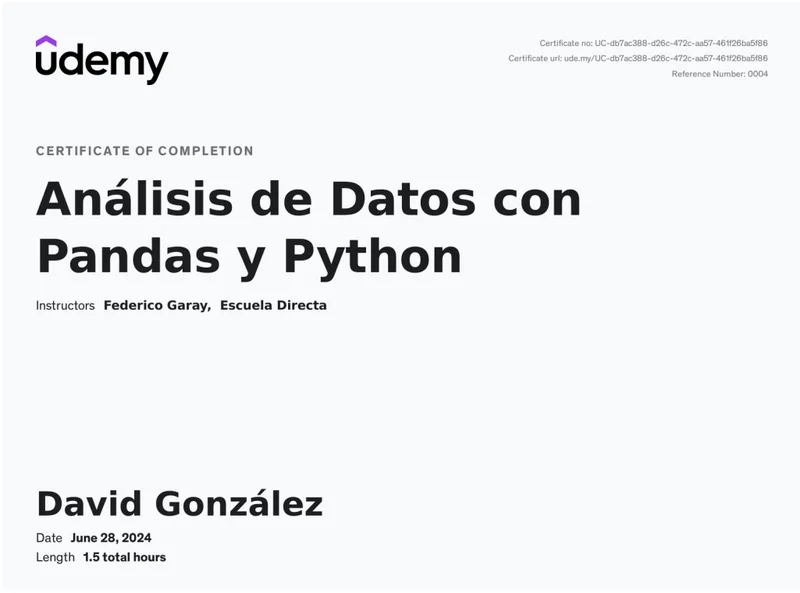 udemy
Certificate no: UC-db7ac388-d26c-472c-aa57-461f26ba5f86
Certificate url: ude.my/UC-db7ac388-d26c-472c-aa57-461f26ba5f86
Reference Number: 0004
CERTIFICATE OF COMPLETION
Análisis de Datos con
Pandas y Python
Instructors Federico Garay, Escuela Directa
David González
Date June 28, 2024
Length 1.5 total hours